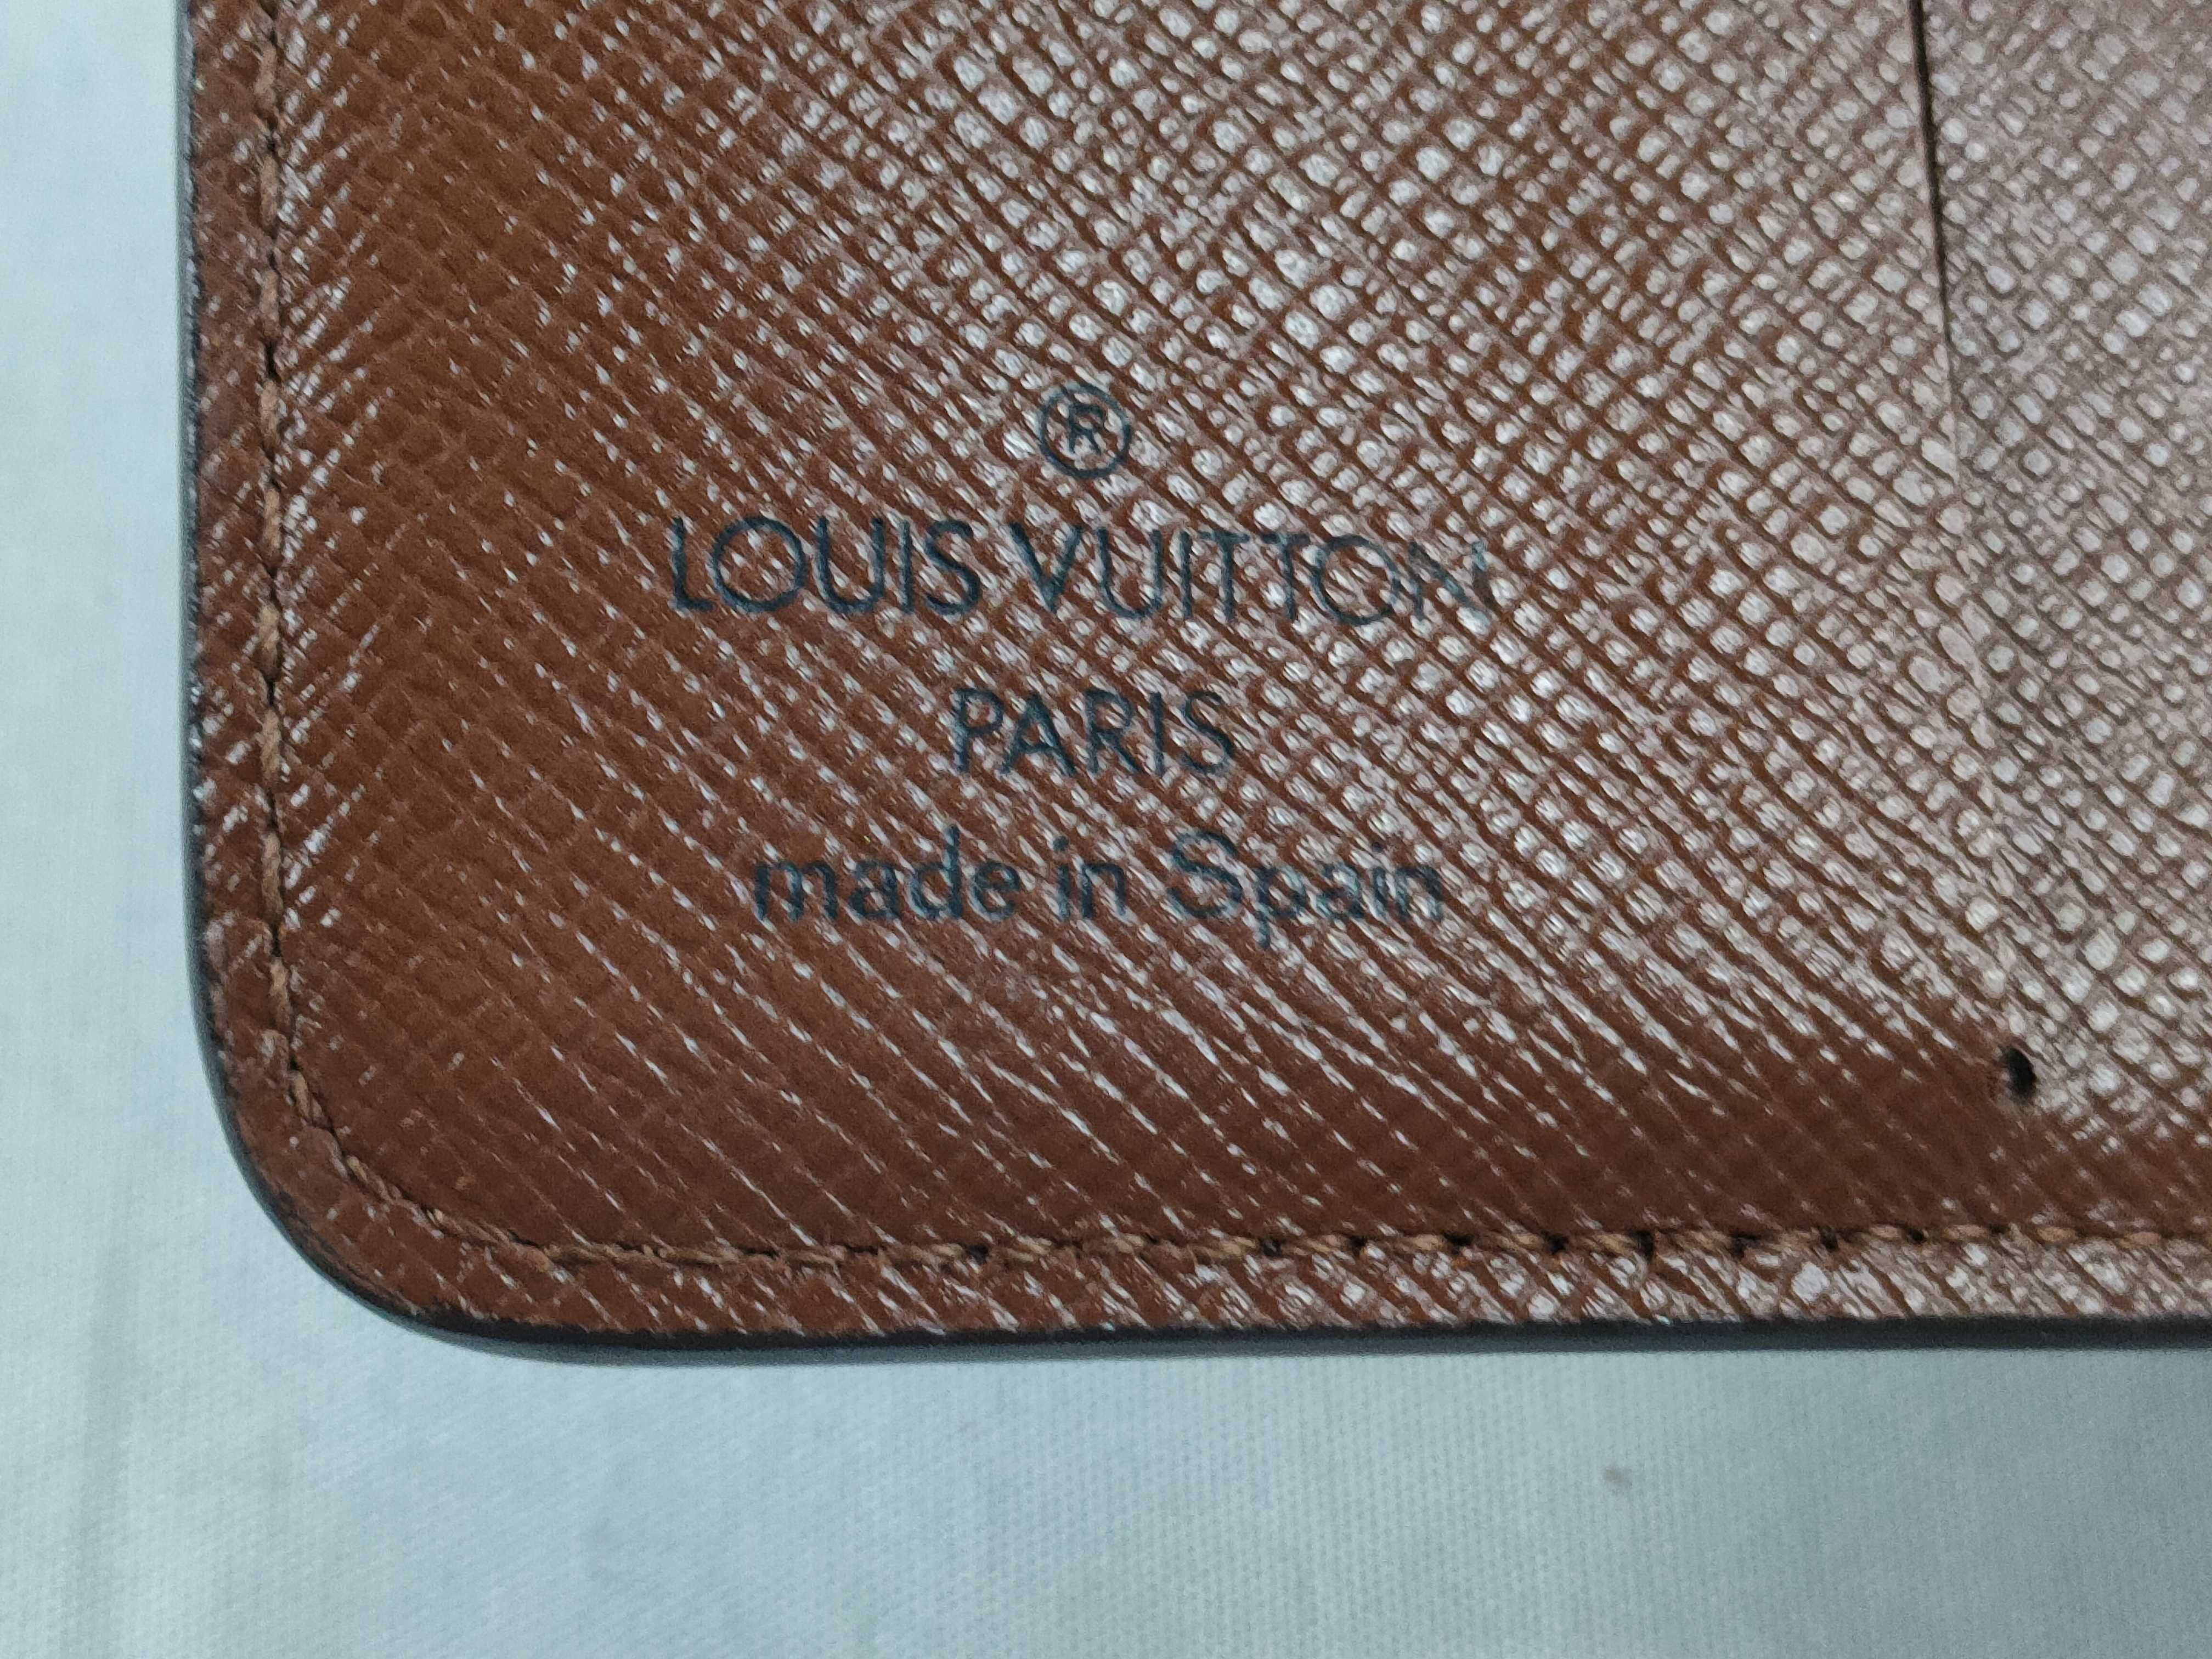 ®
LOUIS VUITTON
PARIS
made in Spain